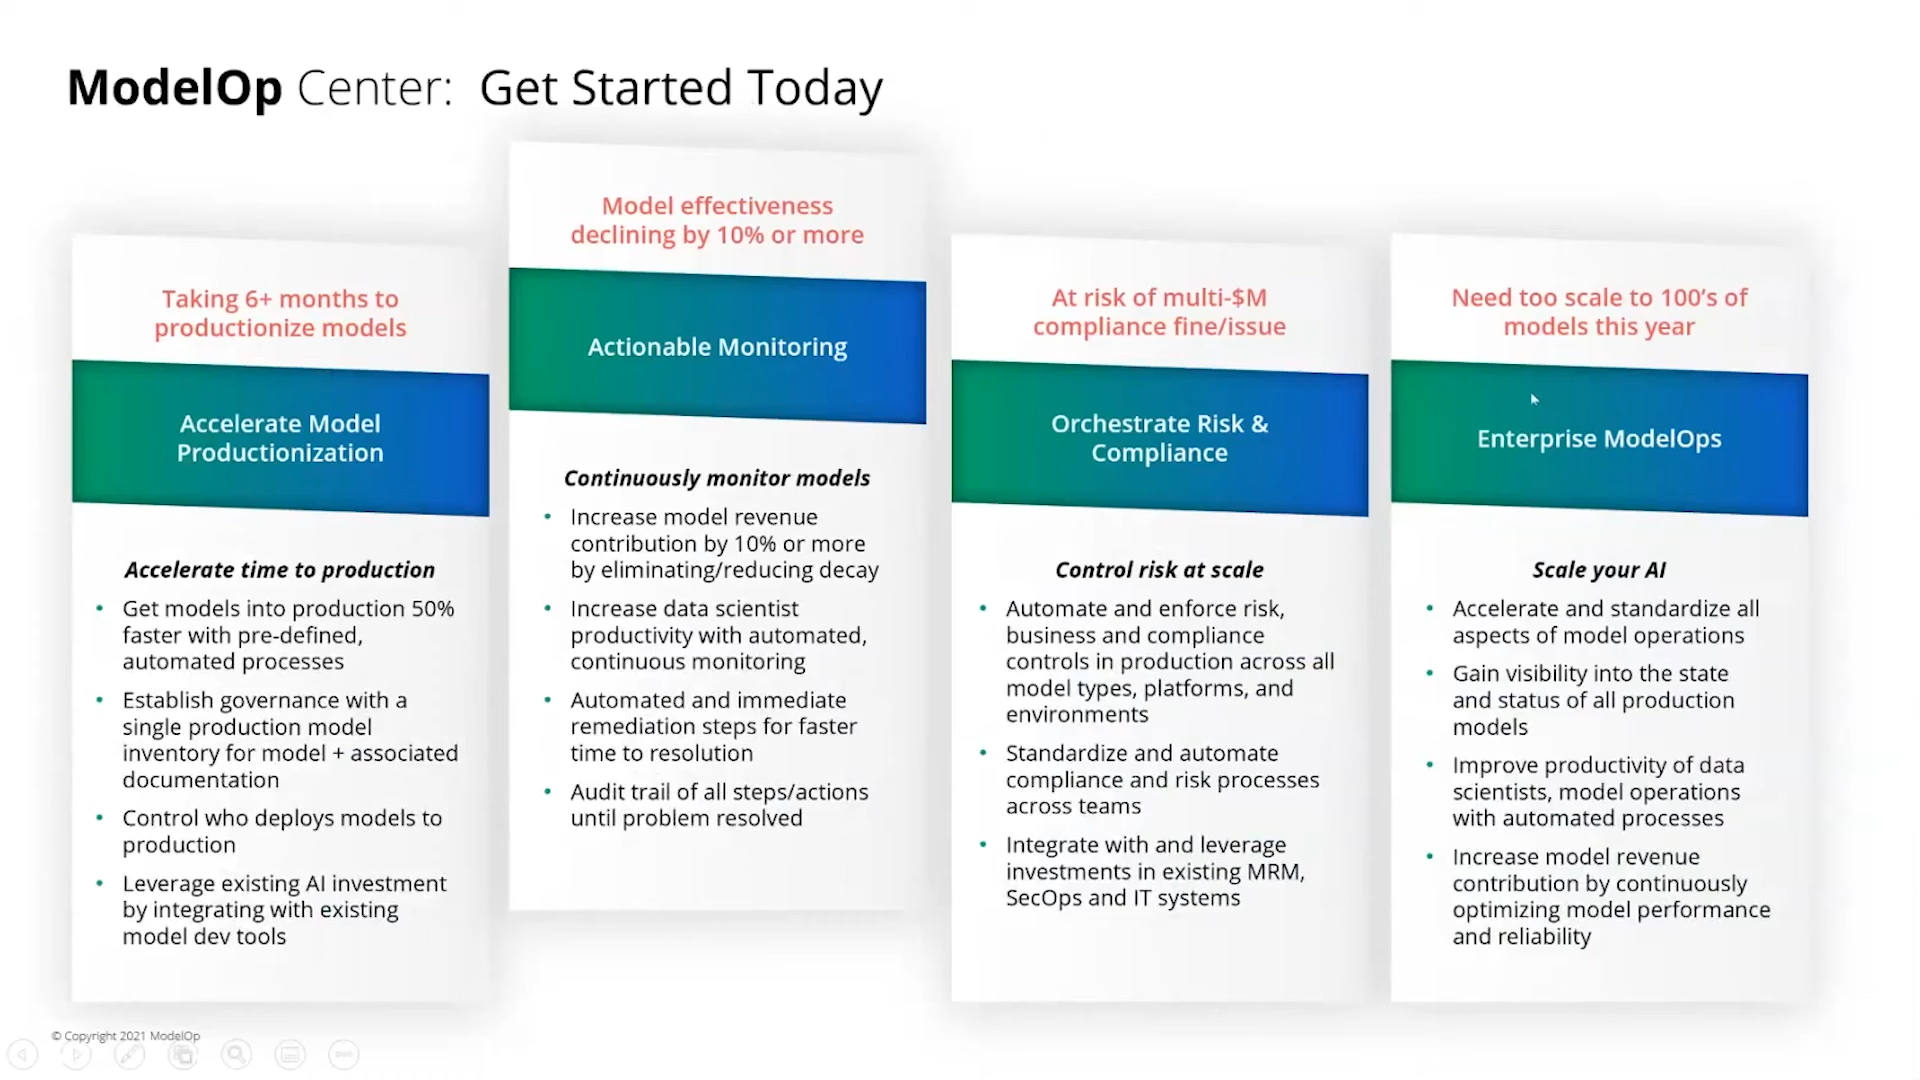 ModelOp Center: Get Started Today
Taking 6+ months to
productionize models
Accelerate Model
Productionization
Accelerate time to production
• Get models into production 50%
faster with pre-defined,
automated processes
• Establish governance with a
single production model
inventory for model + associated
documentation
• Control who deploys models to
production
• Leverage existing AI investment
by integrating with existing
model dev tools
Model effectiveness
declining by 10% or more
Actionable Monitoring
Continuously monitor models
• Increase model revenue
contribution by 10% or more
by eliminating/reducing decay
• Increase data scientist
productivity with automated,
continuous monitoring
• Automated and immediate
remediation steps for faster
time to resolution
• Audit trail of all steps/actions
until problem resolved
At risk of multi-$M
compliance fine/issue
Orchestrate Risk &
Compliance
Control risk at scale
• Automate and enforce risk,
business and compliance
controls in production across all
model types, platforms, and
environments
• Standardize and automate
compliance and risk processes
across teams
• Integrate with and leverage
investments in existing MRM,
SecOps and IT systems
Need too scale to 100’s of
models this year
Enterprise ModelOps
Scale your AI
• Accelerate and standardize all
aspects of model operations
• Gain visibility into the state
and status of all production
models
• Improve productivity of data
scientists, model operations
with automated processes
• Increase model revenue
contribution by continuously
optimizing model performance
and reliability
© Copyright 2021 ModelOp